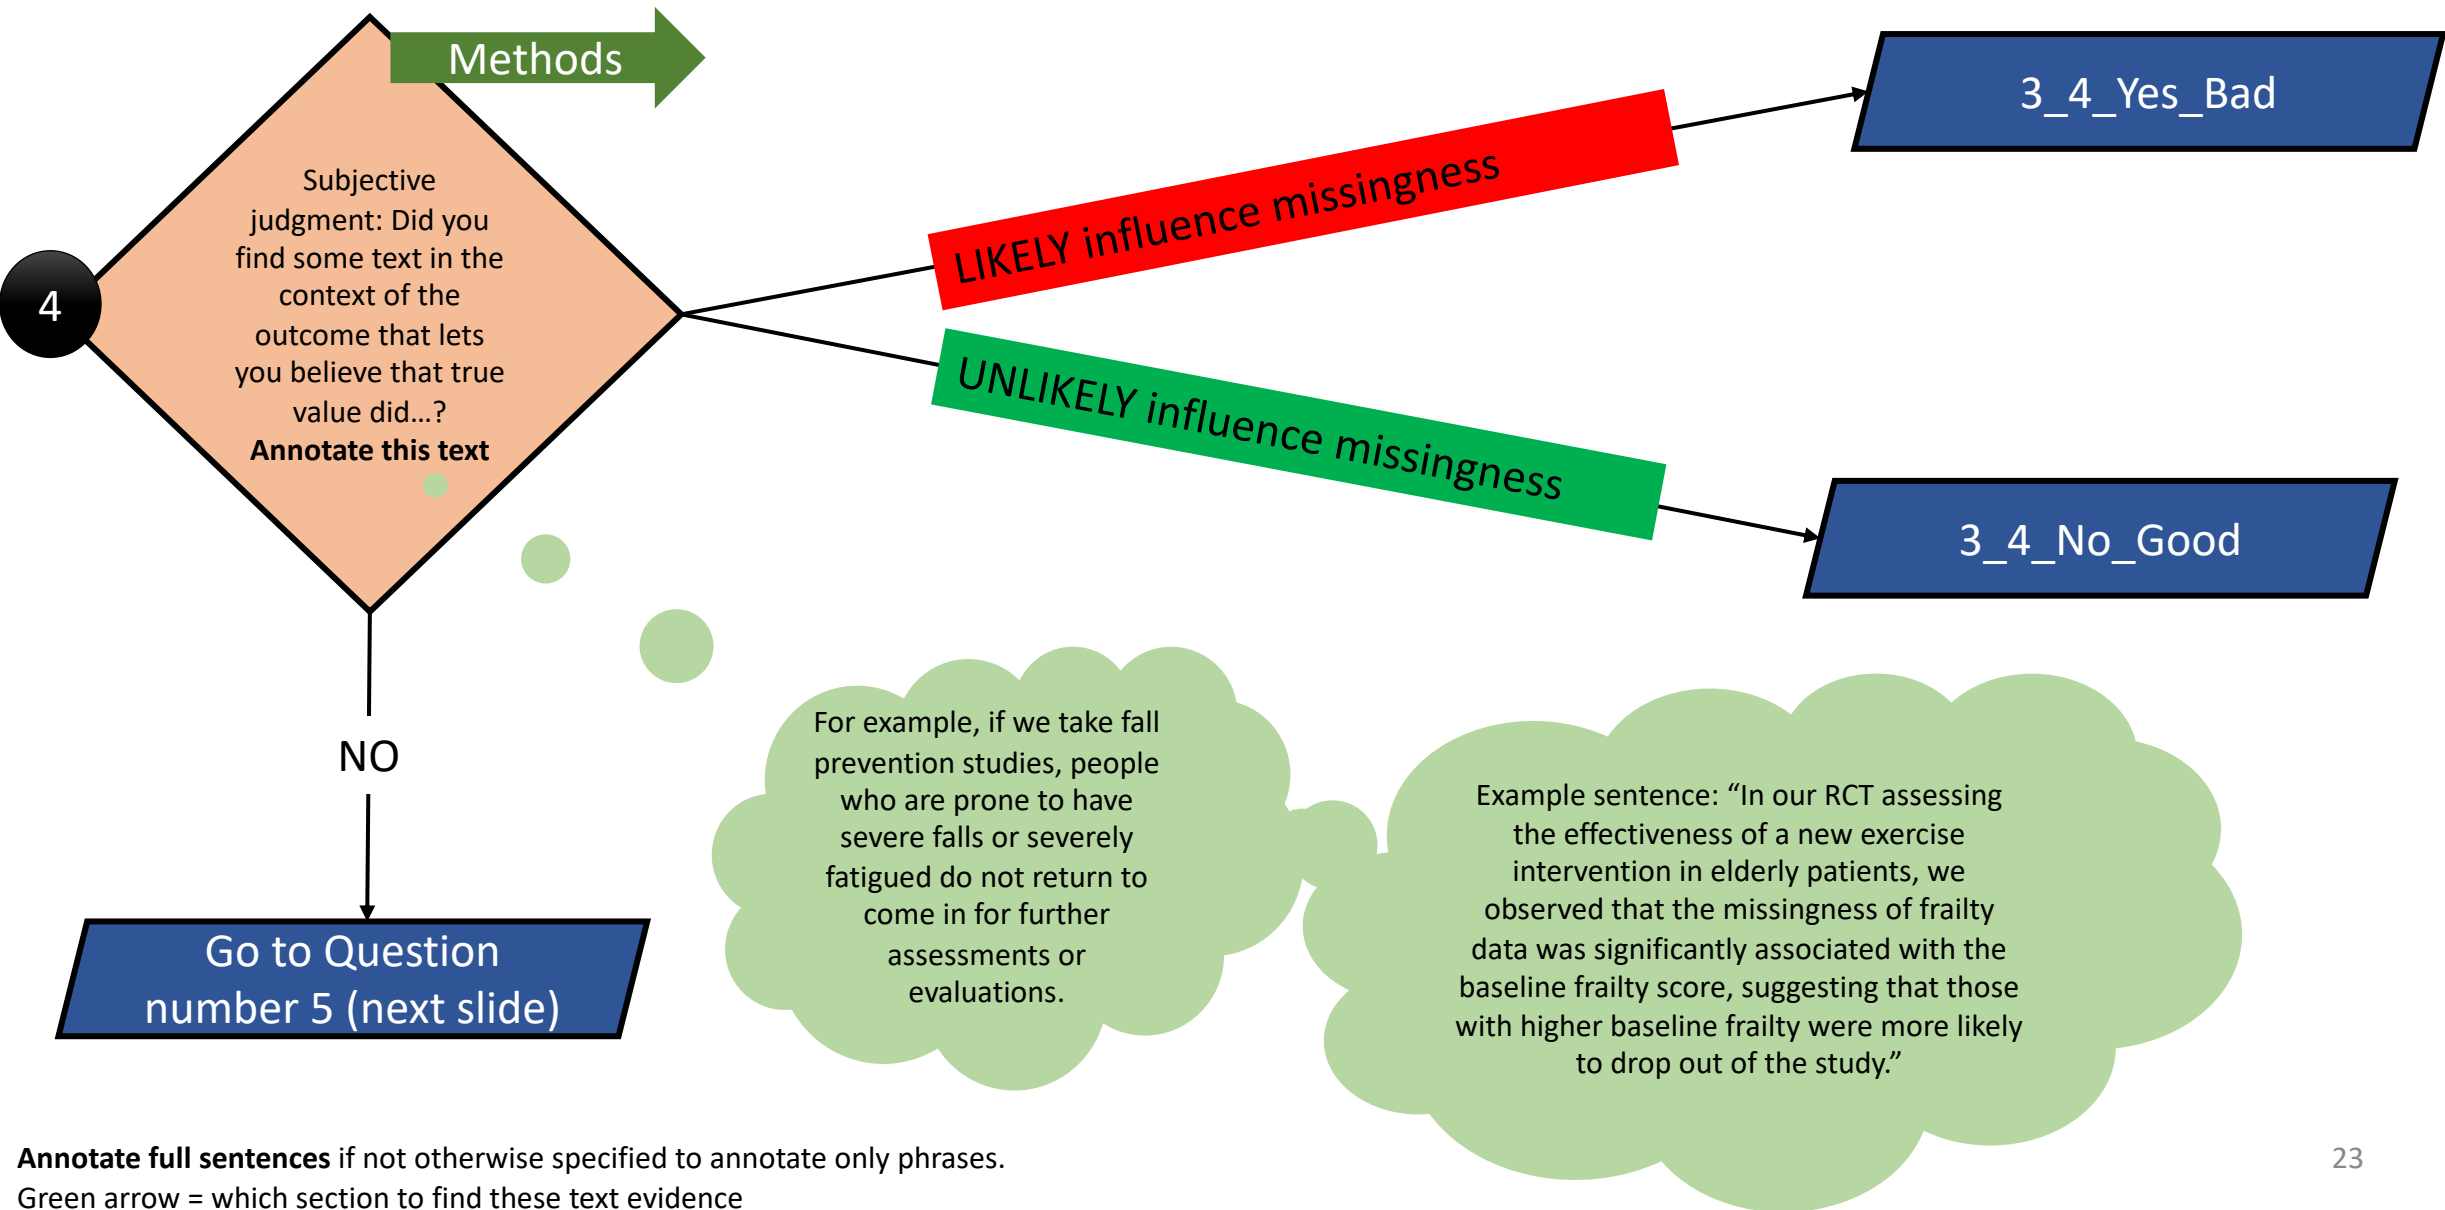 Methods
3_4_Yes_Bad
Subjective
judgment: Did you
find some text in the
context of the
outcome that lets
you believe that true
value did...?
Annotate this text
4
LIKELY influence missingness
UNLIKELY influence missingness
3_4_No_Good
NO
Go to Question
number 5 (next slide)
For example, if we take fall
prevention studies, people
who are prone to have
severe falls or severely
fatigued do not return to
come in for further
assessments or
evaluations.
Example sentence: “In our RCT assessing
the effectiveness of a new exercise
intervention in elderly patients, we
observed that the missingness of frailty
data was significantly associated with the
baseline frailty score, suggesting that those
with higher baseline frailty were more likely
to drop out of the study.”
Annotate full sentences if not otherwise specified to annotate only phrases.
Green arrow = which section to find these text evidence
23